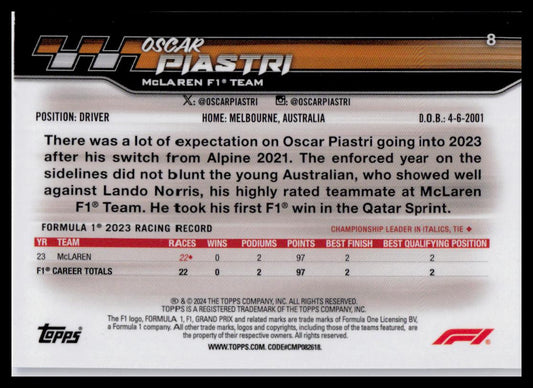 8
OSCAR
PIASTRI
McLAREN F1® TEAM
X: @OSCARPIASTRI @OSCARPIASTRI
POSITION: DRIVER HOME: MELBOURNE, AUSTRALIA D.O.B.: 4-6-2001
There was a lot of expectation on Oscar Piastri going into 2023
after his switch from Alpine 2021. The enforced year on the
sidelines did not blunt the young Australian, who showed well
against Lando Norris, his highly rated teammate at McLaren
F1® Team. He took his first F1® win in the Qatar Sprint.
FORMULA 1® 2023 RACING RECORD CHAMPIONSHIP LEADER IN ITALICS, TIE ♦
YR TEAM RACES WINS PODIUMS POINTS BEST FINISH BEST QUALIFYING POSITION
23 McLAREN 22♦ 0 2 97 2 2
F1® CAREER TOTALS 22 0 2 97 2 2
® & © 2024 THE TOPPS COMPANY, INC. ALL RIGHTS RESERVED.
TOPPS IS A REGISTERED TRADEMARK OF THE TOPPS COMPANY, INC.
The F1 logo, FORMULA 1, F1, GRAND PRIX and related marks are trade marks of Formula One Licensing BV,
a Formula 1 company. All other trade marks, logos and copyrights, including those of the teams featured, are
the property of their respective owners. All rights reserved.
WWW.TOPPS.COM. CODE#CMP082618.
Topps
F1